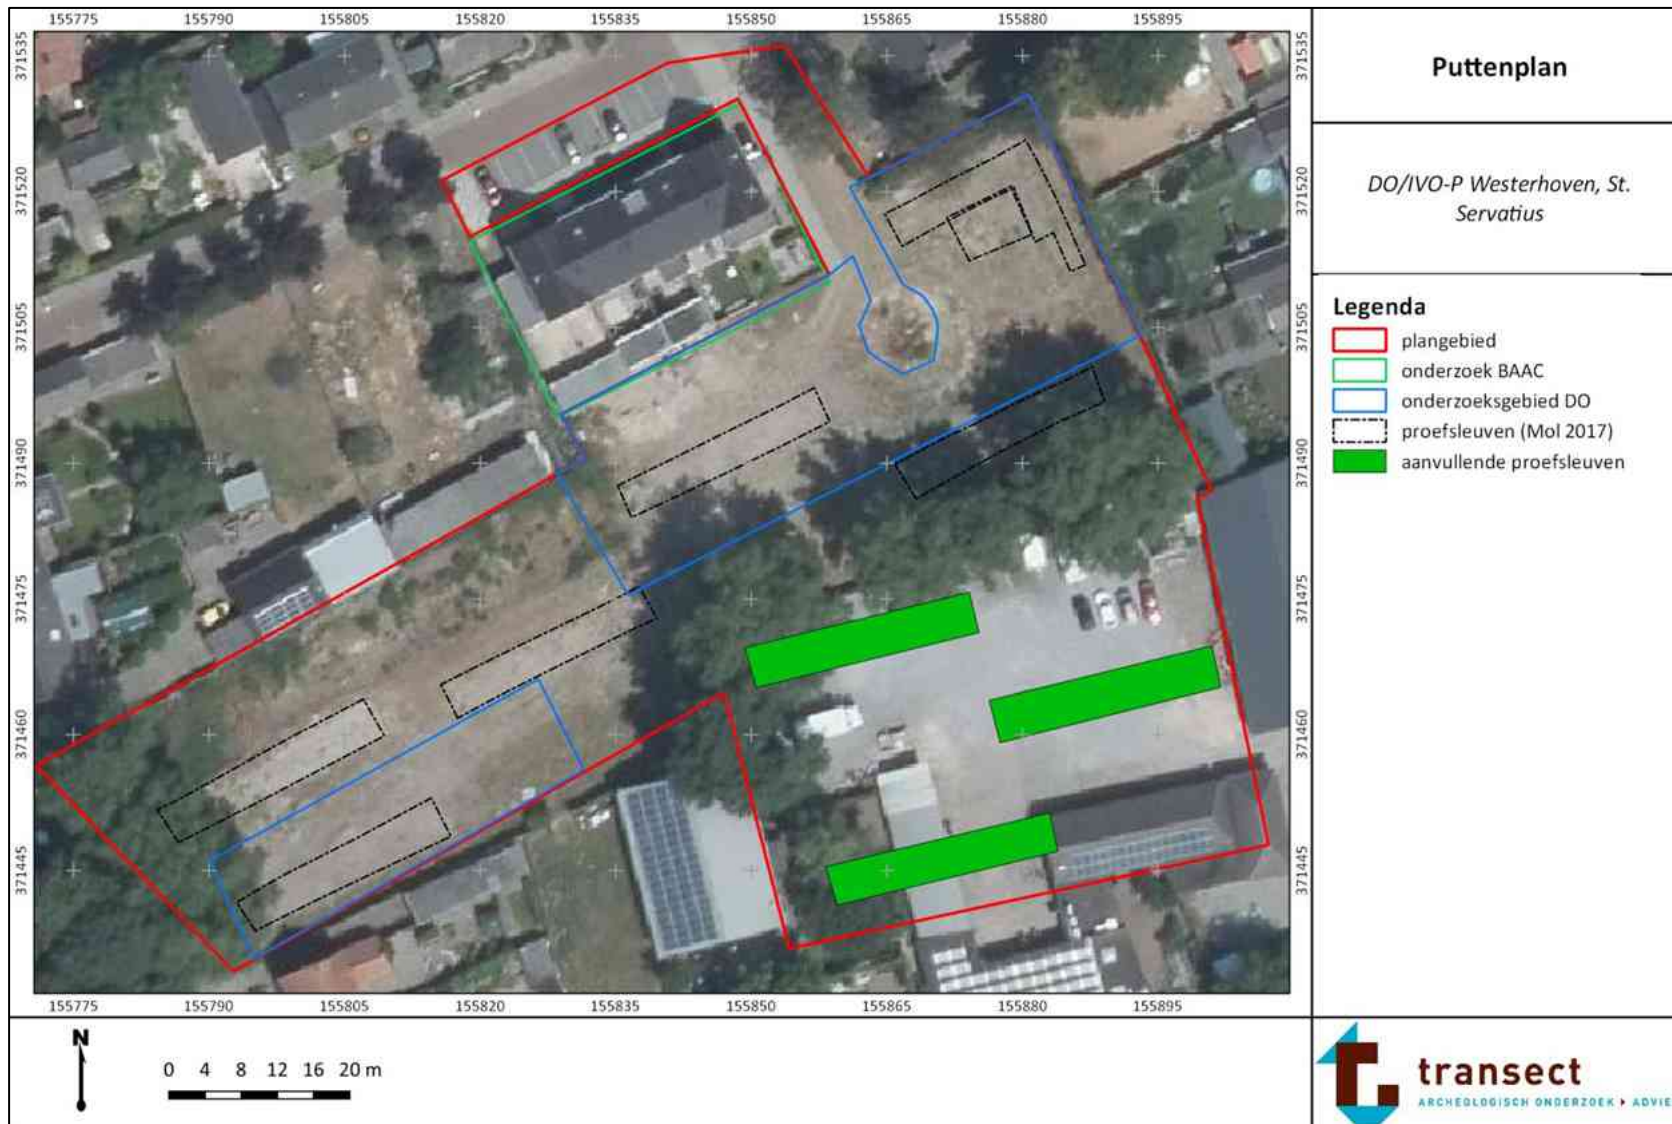 155775 155790 155805 155820 155835 155850 155865 155880 155895
371535 371535
371520 371520
371505 371505
371490 371490
371475 371475
371460 371460
371445 371445
155775 155790 155805 155820 155835 155850 155865 155880 155895
Puttenplan
DO/IVO-P Westerhoven, St.
Servatius
Legenda
plangebied
onderzoek BAAC
onderzoeksgebied DO
proefsleuven (Mol 2017)
aanvullende proefsleuven
N
0 4 8 12 16 20 m
transect
ARCHEOLOGISCH ONDERZOEK ▸ ADVIE